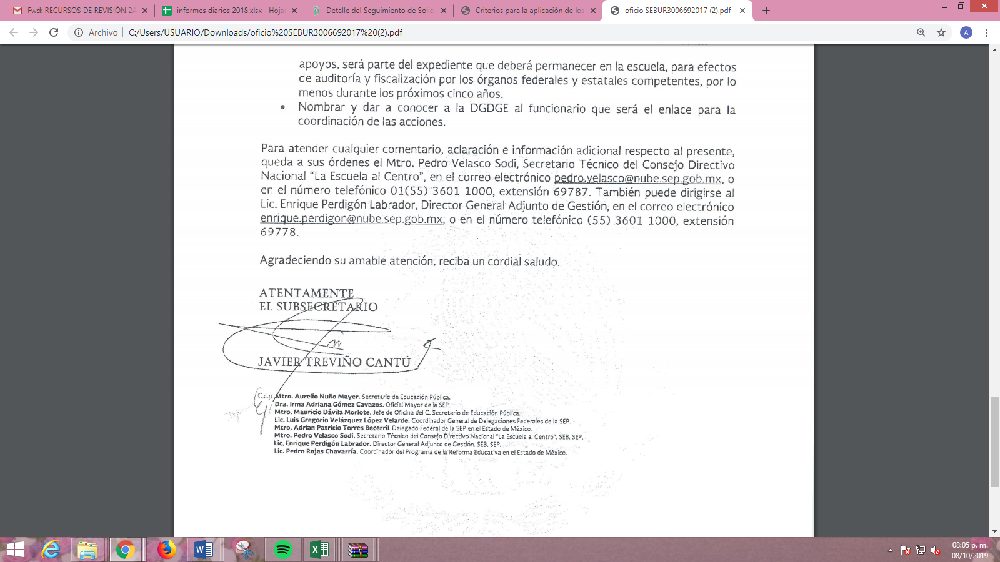 Fwd: RECURSOS DE REVISIÓN 2A
informes diarios 2018.xlsx - Hoja
Detalle del Seguimiento de Solici
Criterios para la aplicación de los
oficio SEBUR3006692017 (2).pdf
Archivo
C:/Users/USUARIO/Downloads/oficio%20SEBUR3006692017%20(2).pdf
A
apoyos, será parte del expediente que deberá permanecer en la escuela, para efectos
de auditoría y fiscalización por los órganos federales y estatales competentes, por lo
menos durante los próximos cinco años.
• Nombrar y dar a conocer a la DGDGE al funcionario que será el enlace para la
coordinación de las acciones.
Para atender cualquier comentario, aclaración e información adicional respecto al presente,
queda a sus órdenes el Mtro. Pedro Velasco Sodi, Secretario Técnico del Consejo Directivo
Nacional “La Escuela al Centro”, en el correo electrónico pedro.velasco@nube.sep.gob.mx, o
en el número telefónico 01(55) 3601 1000, extensión 69787. También puede dirigirse al
Lic. Enrique Perdigón Labrador, Director General Adjunto de Gestión, en el correo electrónico
enrique.perdigon@nube.sep.gob.mx, o en el número telefónico (55) 3601 1000, extensión
69778.
Agradeciendo su amable atención, reciba un cordial saludo.
ATENTAMENTE
EL SUBSECRETARIO
JAVIER TREVIÑO CANTÚ
C.c.p. Mtro. Aurelio Nuño Mayer. Secretario de Educación Pública.
Dra. Irma Adriana Gómez Cavazos. Oficial Mayor de la SEP.
Mtro. Mauricio Dávila Morlote. Jefe de Oficina del C. Secretario de Educación Pública.
Lic. Luis Gregorio Velázquez López Velarde. Coordinador General de Delegaciones Federales de la SEP.
Mtro. Adrian Patricio Torres Becerril. Delegado Federal de la SEP en el Estado de México.
Mtro. Pedro Velasco Sodi. Secretario Técnico del Consejo Directivo Nacional “La Escuela al Centro”. SEB. SEP.
Lic. Enrique Perdigón Labrador. Director General Adjunto de Gestión. SEB. SEP.
Lic. Pedro Rojas Chavarría. Coordinador del Programa de la Reforma Educativa en el Estado de México.
08:05 p. m.
08/10/2019